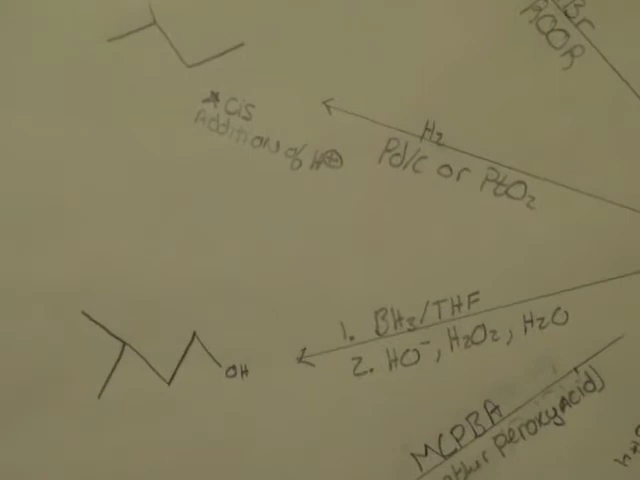 Br
ROOR
H₂
Pd/C or PtO₂
*Cis
Addition of H⊕
1. BH₃/THF
2. HO⁻, H₂O₂, H₂O
OH
MCPBA
other peroxyacid)